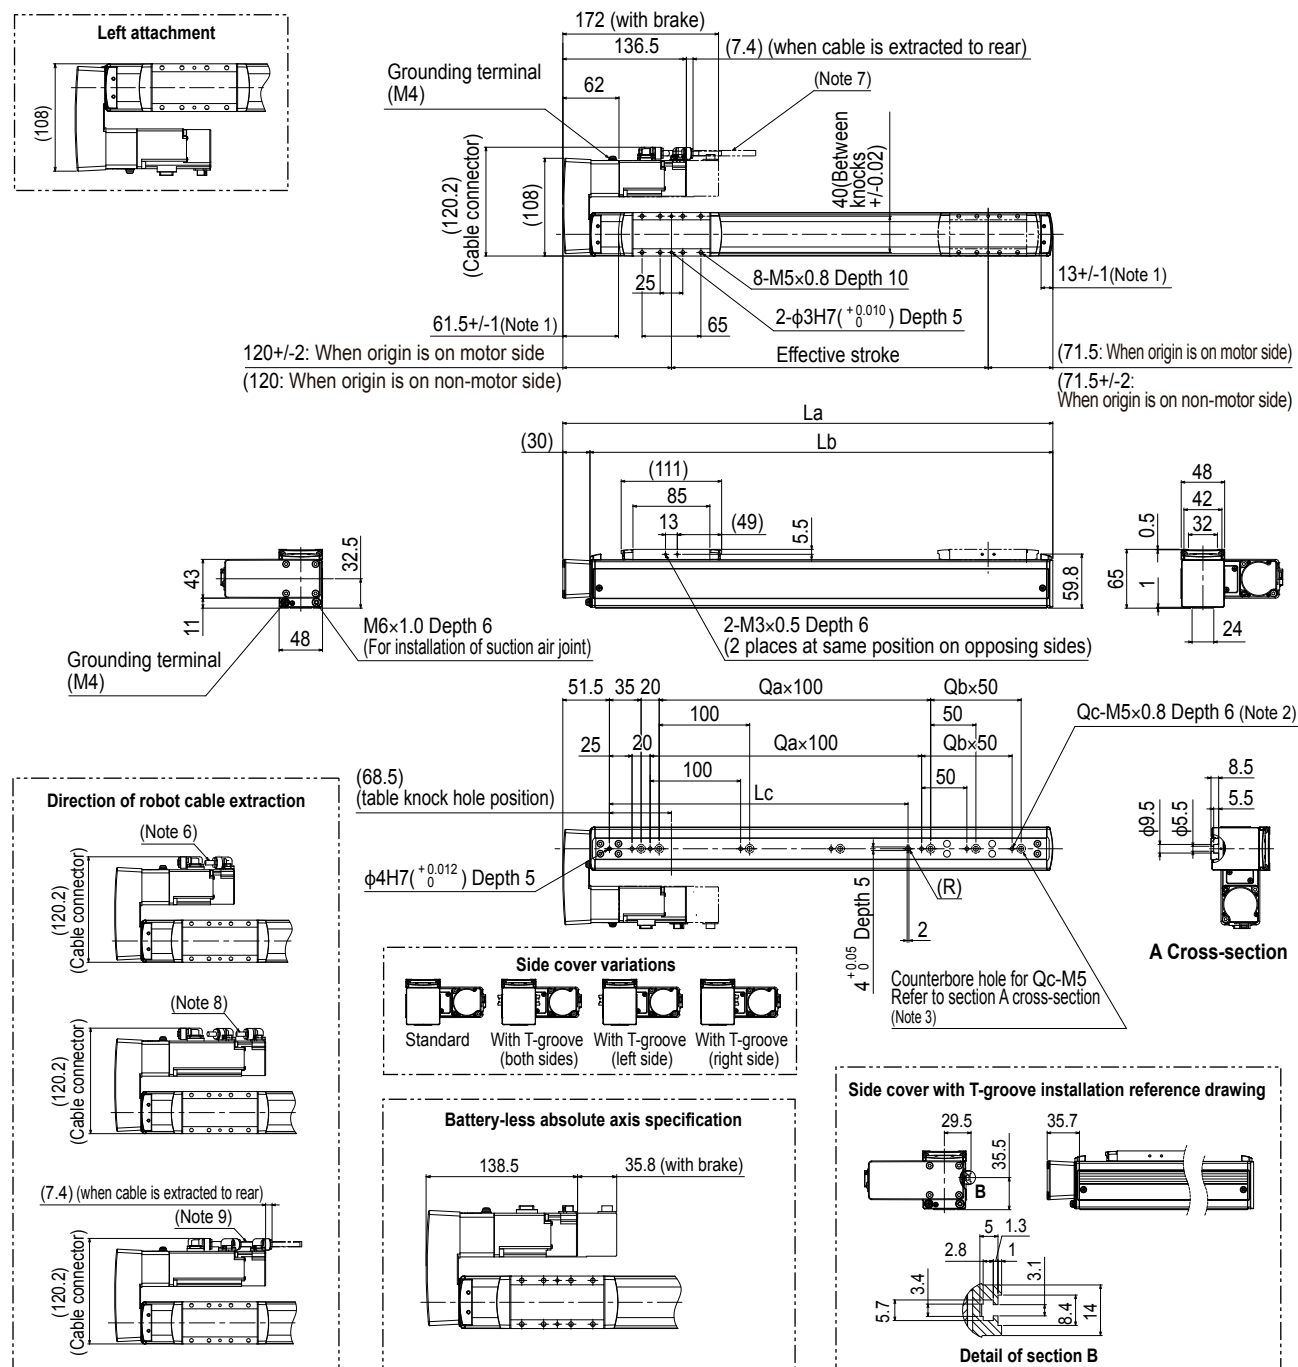 Left attachment
(108)
172 (with brake)
136.5
(7.4) (when cable is extracted to rear)
Grounding terminal
(M4)
62
(Note 7)
(120.2)
(Cable connector)
(108)
40(Between
knocks
+/-0.02)
25
8-M5×0.8 Depth 10
13+/-1(Note 1)
61.5+/-1(Note 1)
65
2-ϕ3H7( +0.010 0 ) Depth 5
120+/-2: When origin is on motor side
Effective stroke
(71.5: When origin is on motor side)
(120: When origin is on non-motor side)
(71.5+/-2:
When origin is on non-motor side)
La
(30)
Lb
(111)
85
13
(49)
5.5
59.8
48
42
32
0.5
65
1
24
43
11
32.5
48
M6×1.0 Depth 6
(For installation of suction air joint)
Grounding terminal
(M4)
2-M3×0.5 Depth 6
(2 places at same position on opposing sides)
51.5
35
20
Qa×100
Qb×50
100
50
Qc-M5×0.8 Depth 6 (Note 2)
25
20
Qa×100
Qb×50
100
50
(68.5)
(table knock hole position)
Lc
ϕ4H7( +0.012 0 ) Depth 5
4 +0.05 0 Depth 5
(R)
2
Counterbore hole for Qc-M5
Refer to section A cross-section
(Note 3)
8.5
5.5
ϕ9.5
ϕ5.5
A Cross-section
Direction of robot cable extraction
(Note 6)
(120.2)
(Cable connector)
(Note 8)
(120.2)
(Cable connector)
(7.4) (when cable is extracted to rear)
(Note 9)
(120.2)
(Cable connector)
Side cover variations
Standard
With T-groove
(both sides)
With T-groove
(left side)
With T-groove
(right side)
Battery-less absolute axis specification
138.5
35.8 (with brake)
Side cover with T-groove installation reference drawing
29.5
35.5
B
35.7
5
1.3
2.8
1
3.4
5.7
3.1
8.4
14
Detail of section B